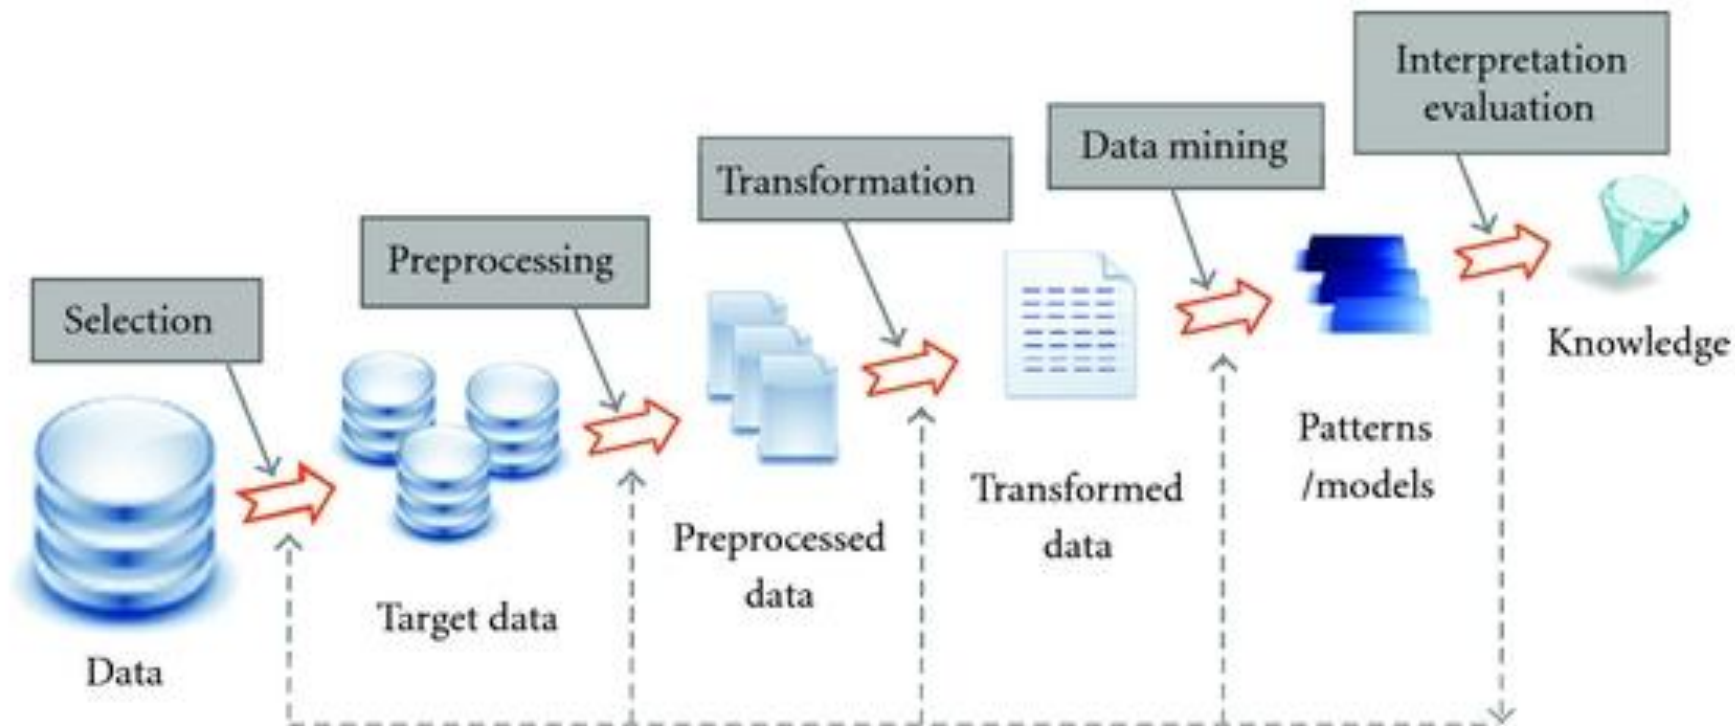 Selection
Preprocessing
Transformation
Data mining
Interpretation
evaluation
Data
Target data
Preprocessed
data
Transformed
data
Patterns
/models
Knowledge